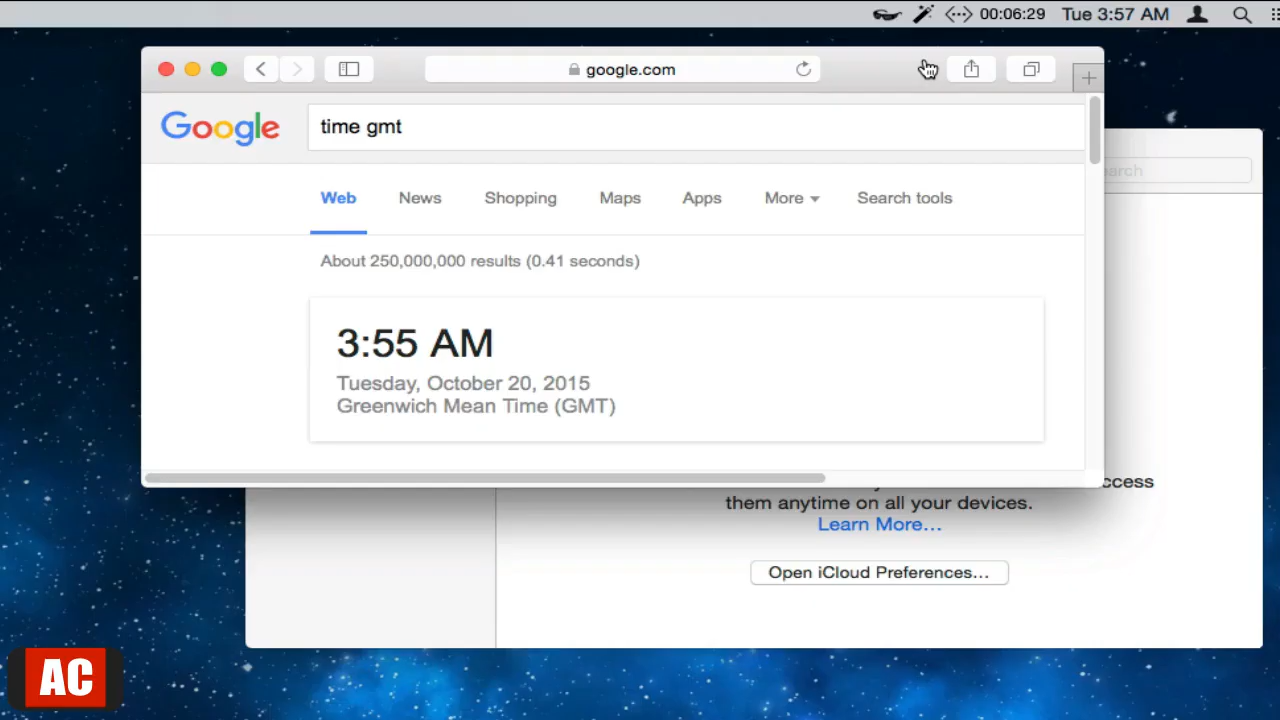 00:06:29 Tue 3:57 AM
google.com
Google time gmt
Web News Shopping Maps Apps More Search tools
About 250,000,000 results (0.41 seconds)
3:55 AM
Tuesday, October 20, 2015
Greenwich Mean Time (GMT)
them anytime on all your devices.
Learn More…
Open iCloud Preferences…
AC